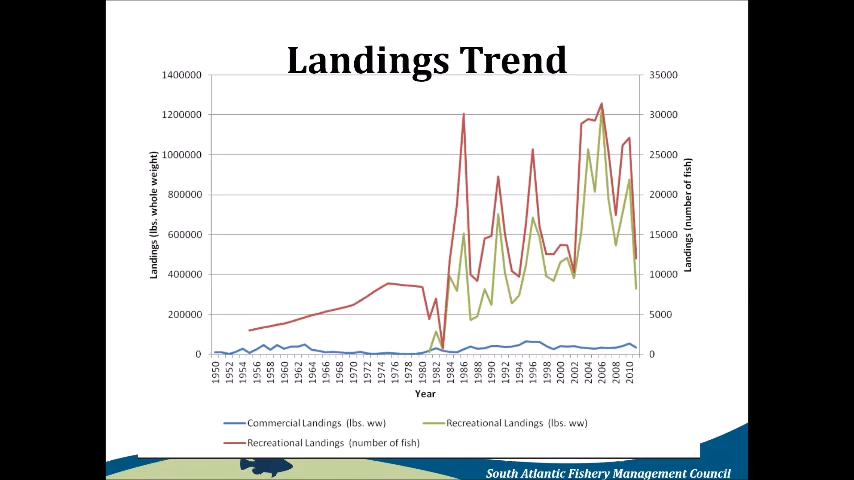 Landings Trend
1400000
1200000
1000000
800000
600000
400000
200000
0
Landings (lbs. whole weight)
35000
30000
25000
20000
15000
10000
5000
0
Landings (number of fish)
1950 1952 1954 1956 1958 1960 1962 1964 1966 1968 1970 1972 1974 1976 1978 1980 1982 1984 1986 1988 1990 1992 1994 1996 1998 2000 2002 2004 2006 2008 2010
Year
Commercial Landings (lbs. ww) Recreational Landings (lbs. ww)
Recreational Landings (number of fish)
South Atlantic Fishery Management Council